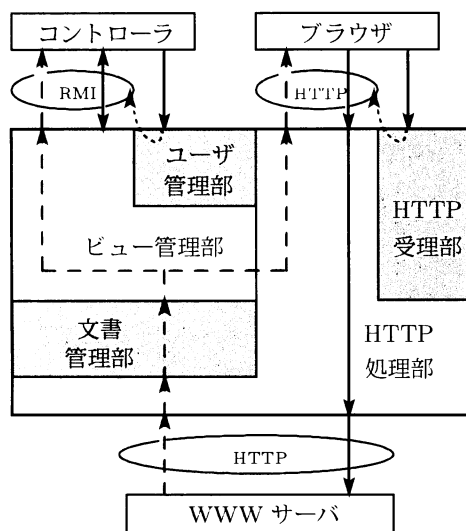 コントローラ
ブラウザ
RMI
HTTP
ユーザ
管理部
HTTP
受理部
ビュー管理部
文書
管理部
HTTP
処理部
HTTP
WWW サーバ